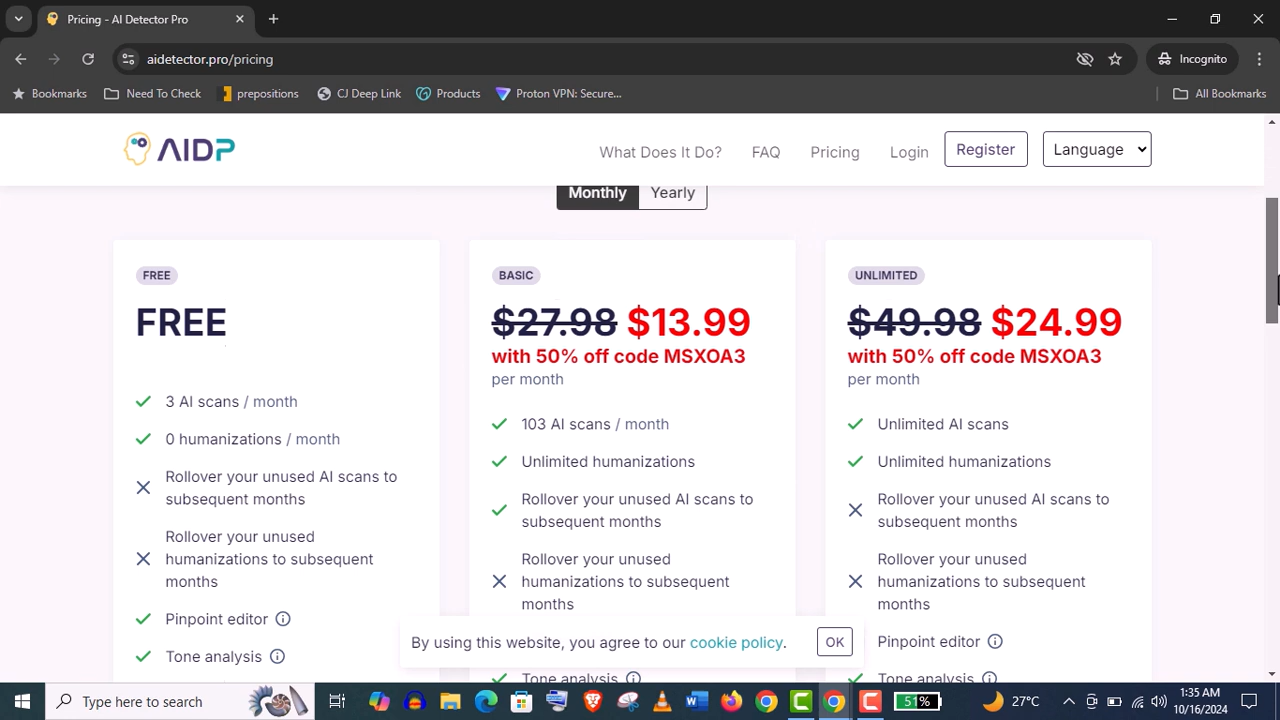 Pricing - AI Detector Pro
aidetector.pro/pricing
Incognito
Bookmarks
Need To Check
prepositions
CJ Deep Link
Products
Proton VPN: Secure...
All Bookmarks
AIDP
What Does It Do?
FAQ
Pricing
Login
Register
Language
Monthly
Yearly
FREE
FREE
3 AI scans / month
0 humanizations / month
Rollover your unused AI scans to
subsequent months
Rollover your unused
humanizations to subsequent
months
Pinpoint editor
Tone analysis
BASIC
$27.98 $13.99
with 50% off code MSXOA3
per month
103 AI scans / month
Unlimited humanizations
Rollover your unused AI scans to
subsequent months
Rollover your unused
humanizations to subsequent
months
Tone analysis
UNLIMITED
$49.98 $24.99
with 50% off code MSXOA3
per month
Unlimited AI scans
Unlimited humanizations
Rollover your unused AI scans to
subsequent months
Rollover your unused
humanizations to subsequent
months
Pinpoint editor
Tone analysis
By using this website, you agree to our cookie policy.
OK
Type here to search
51%
27°C
1:35 AM
10/16/2024